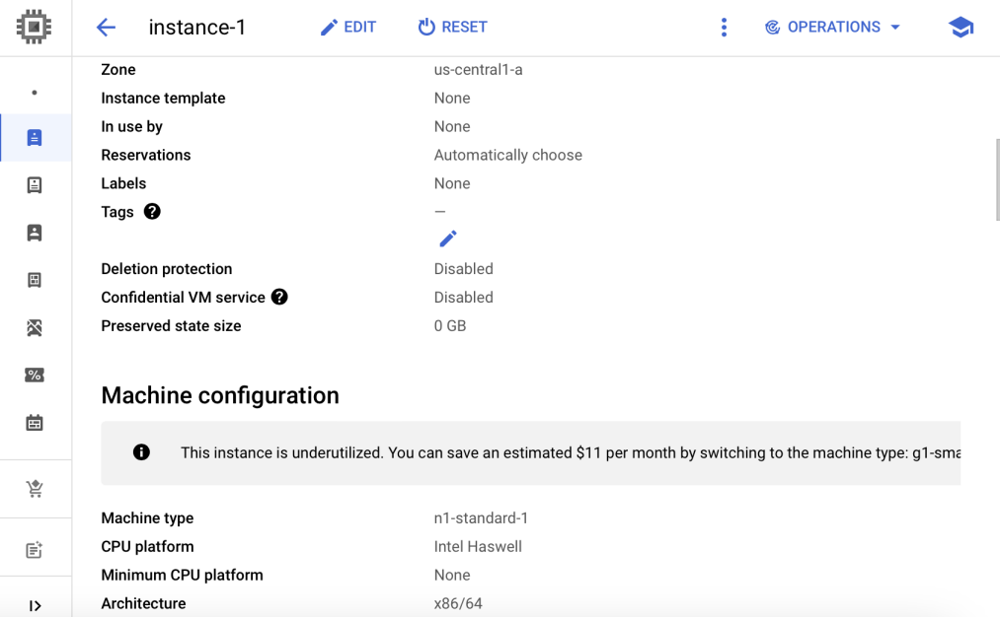 instance-1 EDIT RESET OPERATIONS
Zone us-central1-a
Instance template None
In use by None
Reservations Automatically choose
Labels None
Tags ? —
Deletion protection Disabled
Confidential VM service ? Disabled
Preserved state size 0 GB
Machine configuration
This instance is underutilized. You can save an estimated $11 per month by switching to the machine type: g1-sma
Machine type n1-standard-1
CPU platform Intel Haswell
Minimum CPU platform None
Architecture x86/64